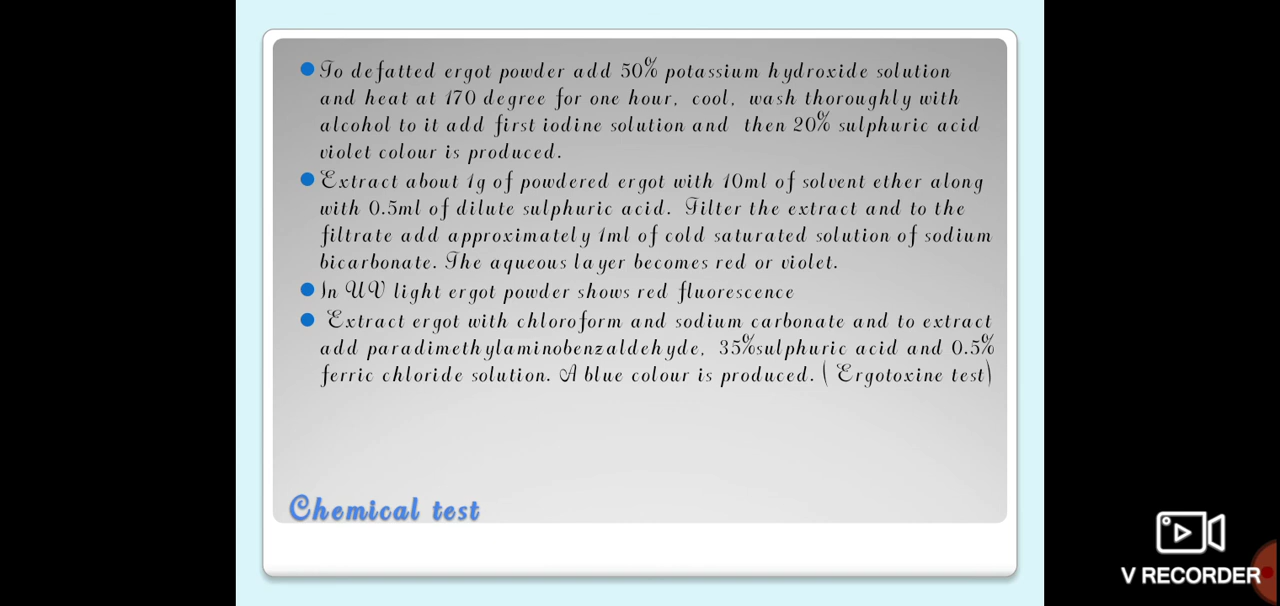 To defatted ergot powder add 50% potassium hydroxide solution
and heat at 170 degree for one hour, cool, wash thoroughly with
alcohol to it add first iodine solution and then 20% sulphuric acid
violet colour is produced.
Extract about 1g of powdered ergot with 10ml of solvent ether along
with 0.5ml of dilute sulphuric acid. Filter the extract and to the
filtrate add approximately 1ml of cold saturated solution of sodium
bicarbonate. The aqueous layer becomes red or violet.
In UV light ergot powder shows red fluorescence
Extract ergot with chloroform and sodium carbonate and to extract
add paradimethylaminobenzaldehyde, 35%sulphuric acid and 0.5%
ferric chloride solution. A blue colour is produced. ( Ergotoxine test)
Chemical test
V RECORDER